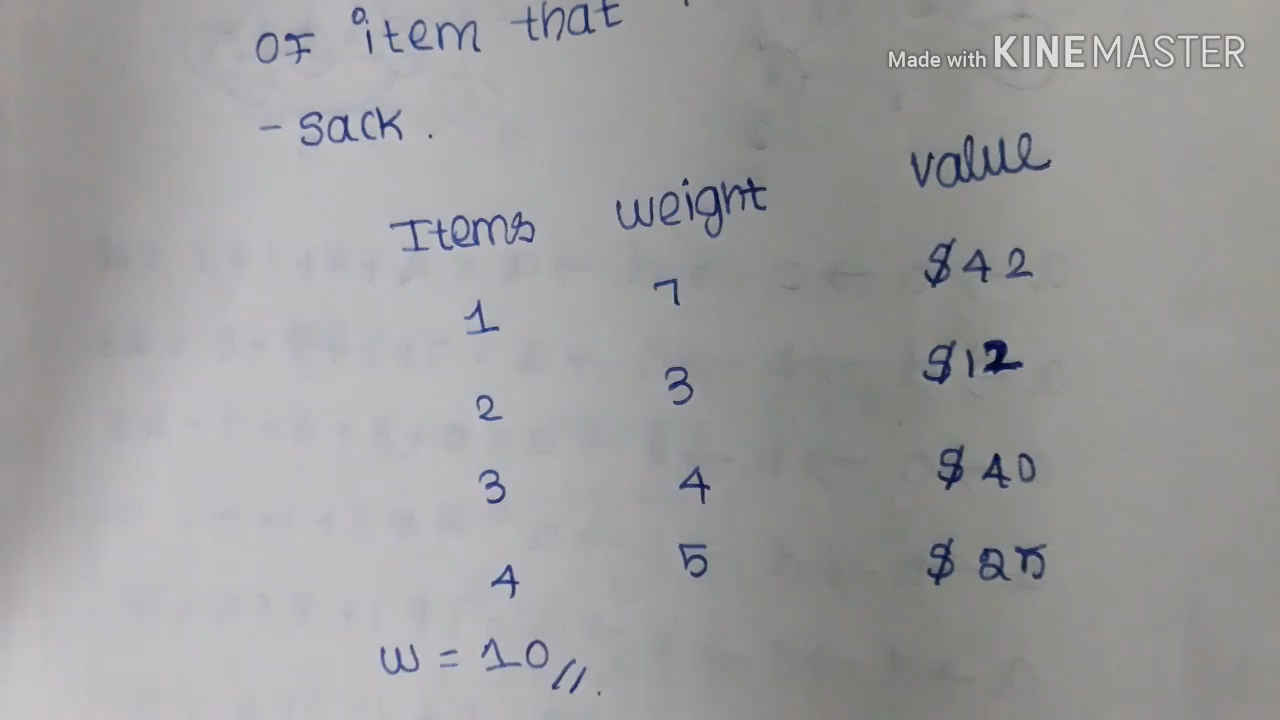 of item that
Made with KINEMASTER
- sack.
Items weight value
1 7 $42
2 3 $12
3 4 $40
4 5 $25
W = 10 //.